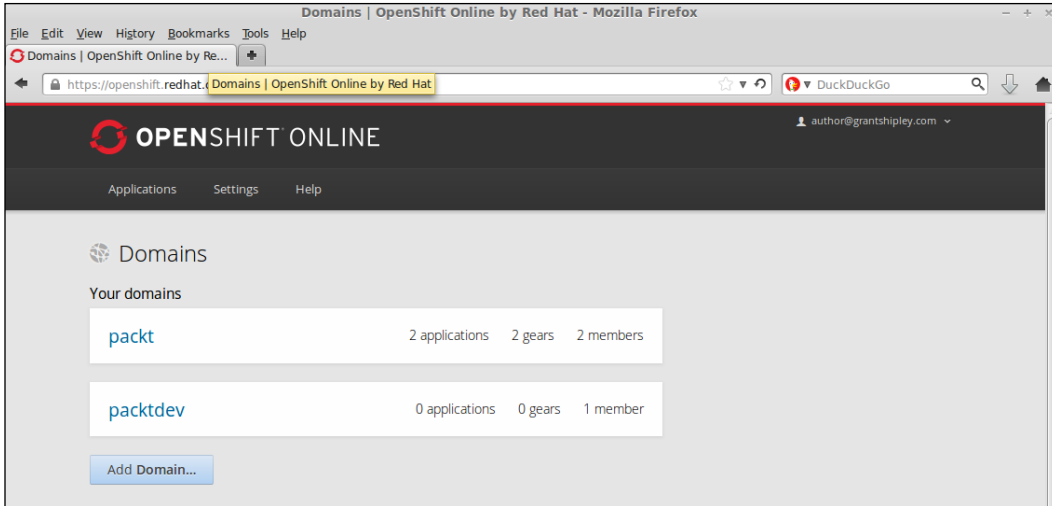 Domains | OpenShift Online by Red Hat - Mozilla Firefox
File Edit View History Bookmarks Tools Help
Domains | OpenShift Online by Re...
https://openshift.redhat.
Domains | OpenShift Online by Red Hat
DuckDuckGo
OPENSHIFT ONLINE
author@grantshipley.com
Applications Settings Help
Domains
Your domains
packt 2 applications 2 gears 2 members
packtdev 0 applications 0 gears 1 member
Add Domain...